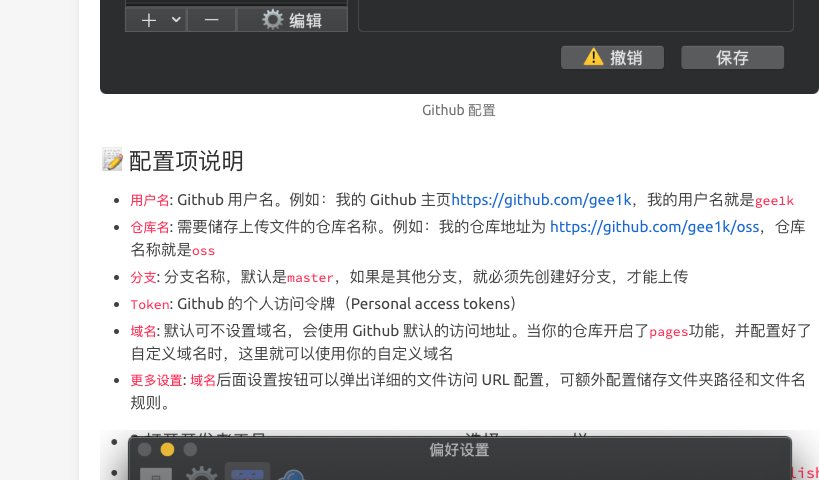 编辑
撤销 保存
Github 配置
配置项说明
用户名: Github 用户名。例如：我的 Github 主页https://github.com/gee1k，我的用户名就是gee1k
仓库名: 需要储存上传文件的仓库名称。例如：我的仓库地址为 https://github.com/gee1k/oss，仓库
名称就是oss
分支: 分支名称，默认是master，如果是其他分支，就必须先创建好分支，才能上传
Token: Github 的个人访问令牌（Personal access tokens）
域名: 默认可不设置域名，会使用 Github 默认的访问地址。当你的仓库开启了pages功能，并配置好了
自定义域名时，这里就可以使用你的自定义域名
更多设置: 域名后面设置按钮可以弹出详细的文件访问 URL 配置，可额外配置储存文件夹路径和文件名
规则。
偏好设置